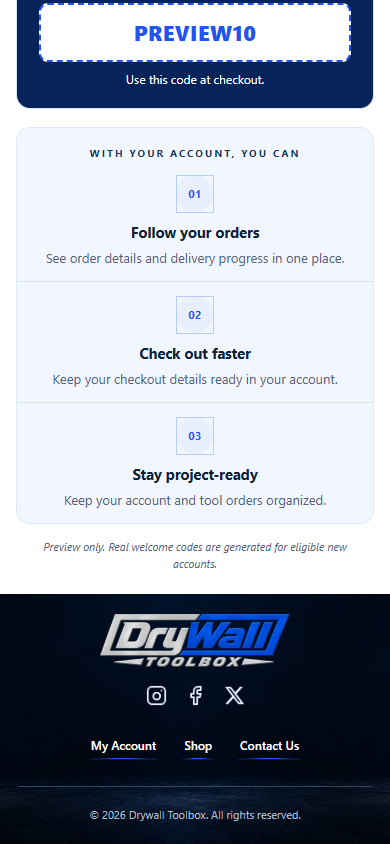 PREVIEW10
Use this code at checkout.
WITH YOUR ACCOUNT, YOU CAN
01
Follow your orders
See order details and delivery progress in one place.
02
Check out faster
Keep your checkout details ready in your account.
03
Stay project-ready
Keep your account and tool orders organized.
Preview only. Real welcome codes are generated for eligible new
accounts.
DryWall
TOOLBOX
My Account Shop Contact Us
© 2026 Drywall Toolbox. All rights reserved.